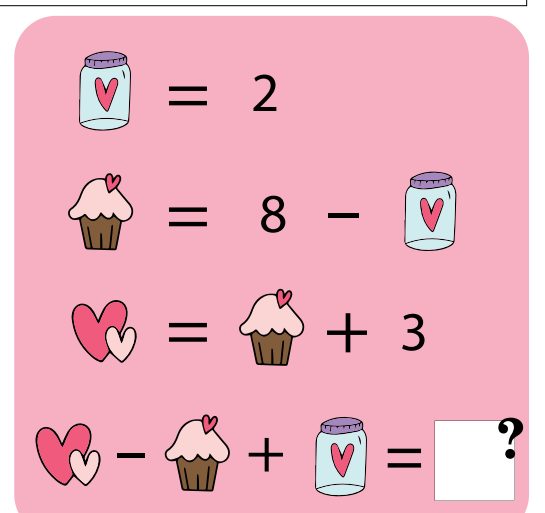 = 2
= 8 −
= + 3
− + = ?